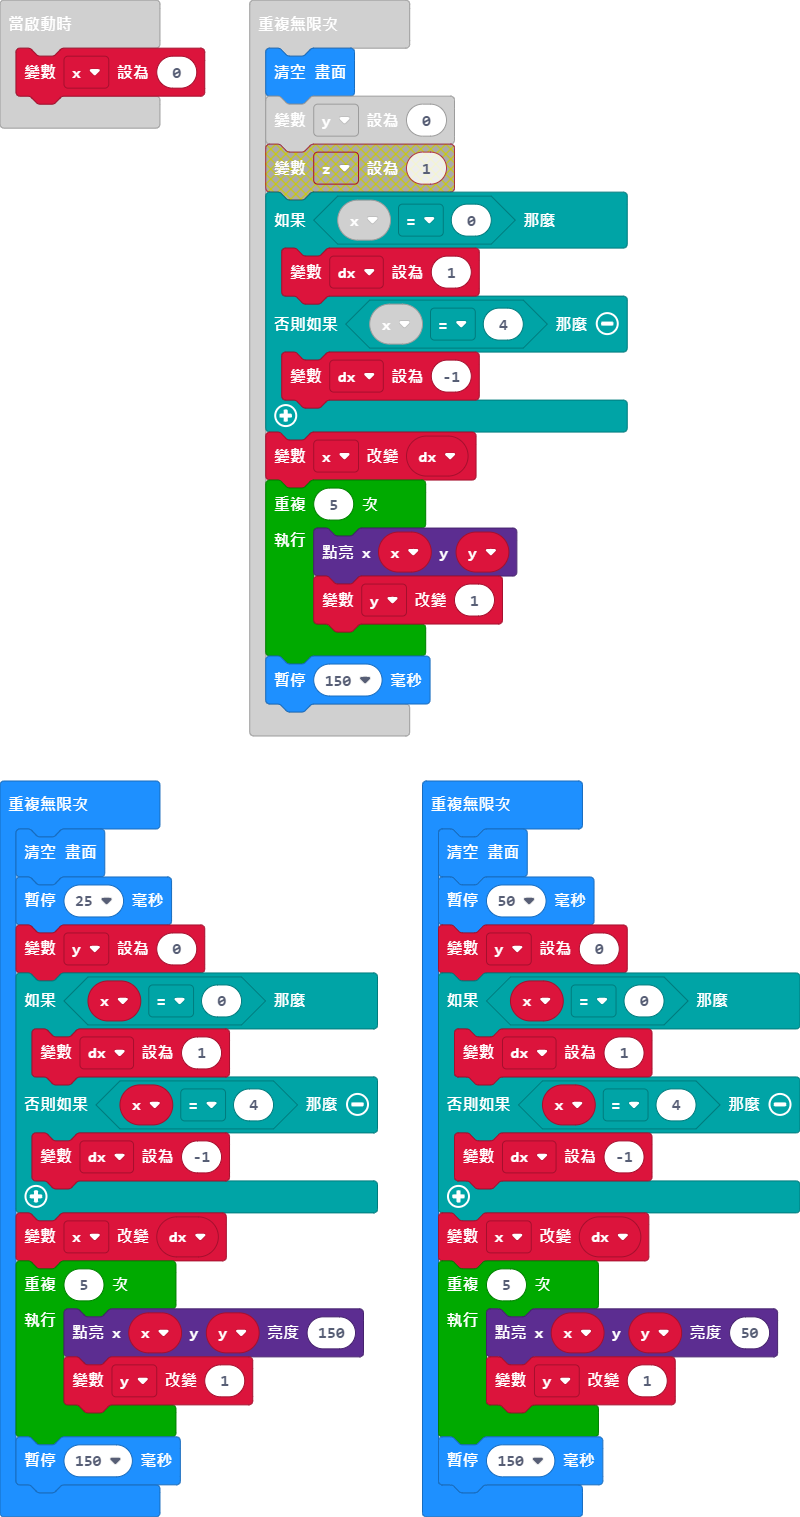 當啟動時
變數 x 設為 0
重複無限次
清空 畫面
變數 y 設為 0
變數 z 設為 1
如果 x = 0 那麼
變數 dx 設為 1
否則如果 x = 4 那麼
變數 dx 設為 -1
變數 x 改變 dx
重複 5 次
執行 點亮 x x y y
變數 y 改變 1
暫停 150 毫秒
重複無限次
清空 畫面
暫停 25 毫秒
變數 y 設為 0
如果 x = 0 那麼
變數 dx 設為 1
否則如果 x = 4 那麼
變數 dx 設為 -1
變數 x 改變 dx
重複 5 次
執行 點亮 x x y y 亮度 150
變數 y 改變 1
暫停 150 毫秒
重複無限次
清空 畫面
暫停 50 毫秒
變數 y 設為 0
如果 x = 0 那麼
變數 dx 設為 1
否則如果 x = 4 那麼
變數 dx 設為 -1
變數 x 改變 dx
重複 5 次
執行 點亮 x x y y 亮度 50
變數 y 改變 1
暫停 150 毫秒